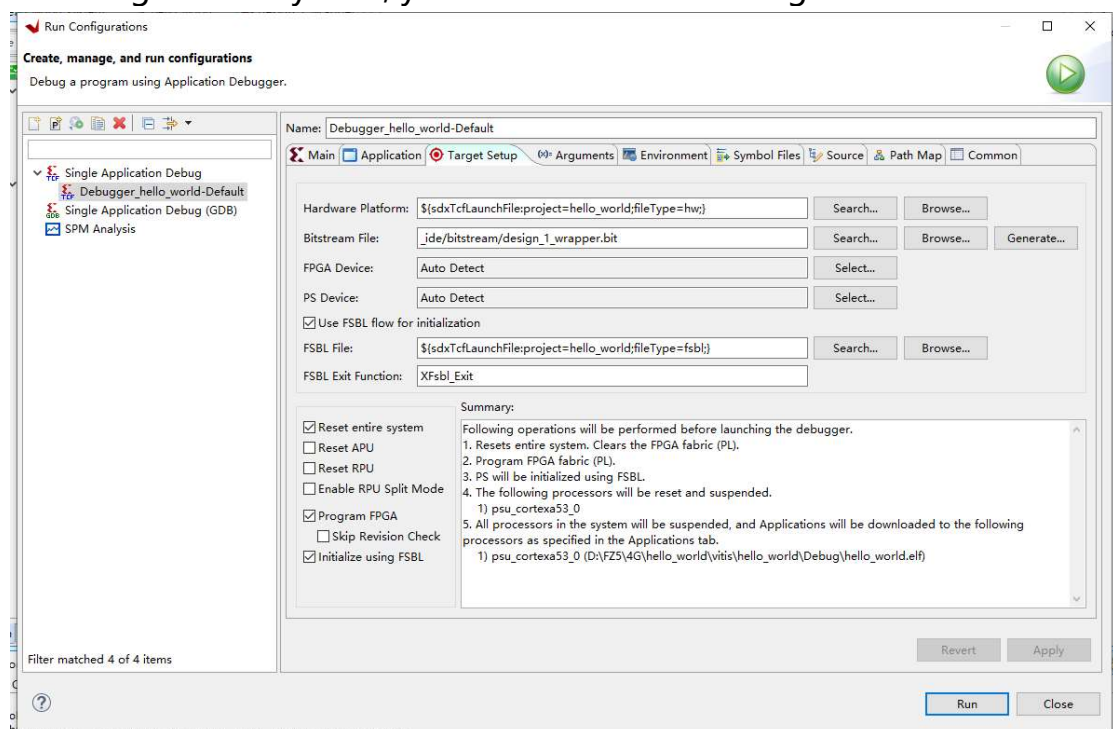 Run Configurations
Create, manage, and run configurations
Debug a program using Application Debugger.
Name: Debugger_hello_world-Default
Main Application Target Setup (x)= Arguments Environment Symbol Files Source Path Map Common
Single Application Debug
Debugger_hello_world-Default
Single Application Debug (GDB)
SPM Analysis
Hardware Platform: ${sdxTcfLaunchFile:project=hello_world;fileType=hw;} Search... Browse...
Bitstream File: _ide/bitstream/design_1_wrapper.bit Search... Browse... Generate...
FPGA Device: Auto Detect Select...
PS Device: Auto Detect Select...
Use FSBL flow for initialization
FSBL File: ${sdxTcfLaunchFile:project=hello_world;fileType=fsbl;} Search... Browse...
FSBL Exit Function: XFsbl_Exit
Reset entire system
Reset APU
Reset RPU
Enable RPU Split Mode
Program FPGA
Skip Revision Check
Initialize using FSBL
Summary:
Following operations will be performed before launching the debugger.
1. Resets entire system. Clears the FPGA fabric (PL).
2. Program FPGA fabric (PL).
3. PS will be initialized using FSBL.
4. The following processors will be reset and suspended.
1) psu_cortexa53_0
5. All processors in the system will be suspended, and Applications will be downloaded to the following
processors as specified in the Applications tab.
1) psu_cortexa53_0 (D:\FZ5\4G\hello_world\vitis\hello_world\Debug\hello_world.elf)
Filter matched 4 of 4 items
Revert Apply
Run Close